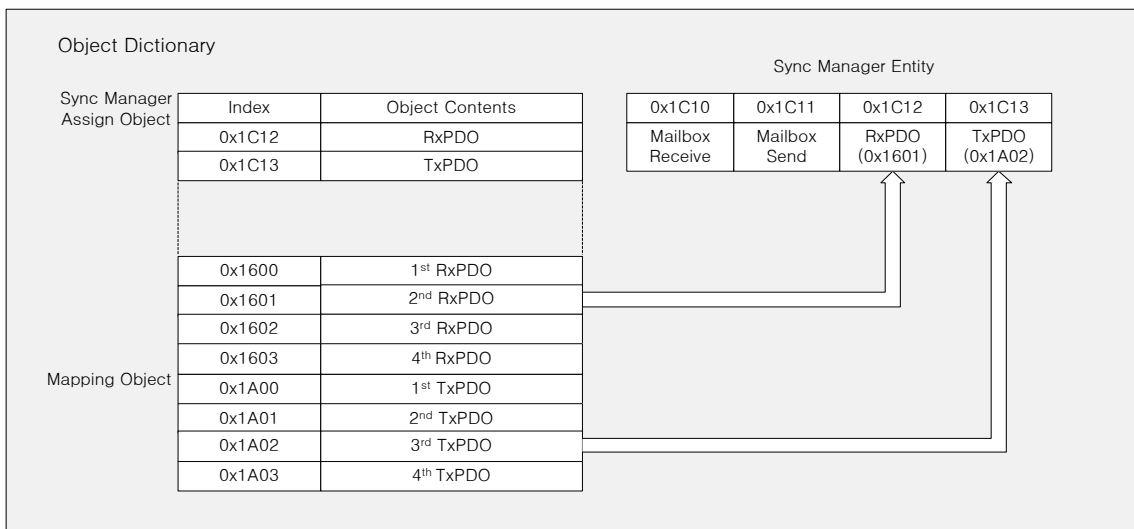 Object Dictionary
Sync Manager Entity
Sync Manager
Assign Object
Index Object Contents
0x1C12 RxPDO
0x1C13 TxPDO
0x1C10 0x1C11 0x1C12 0x1C13
Mailbox Mailbox RxPDO TxPDO
Receive Send (0x1601) (0x1A02)
Mapping Object
0x1600 1st RxPDO
0x1601 2nd RxPDO
0x1602 3rd RxPDO
0x1603 4th RxPDO
0x1A00 1st TxPDO
0x1A01 2nd TxPDO
0x1A02 3rd TxPDO
0x1A03 4th TxPDO